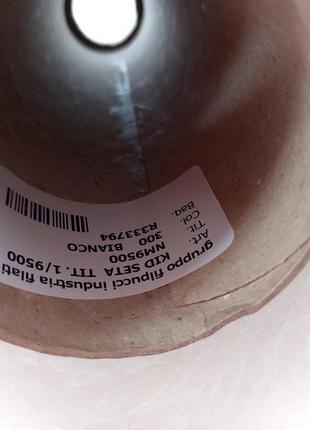 gruppo filpucci industria filati
Art. KID SETA TIT. 1/9500
Tit. NM9500
Col. 300 BIANCO
Bag. R333794